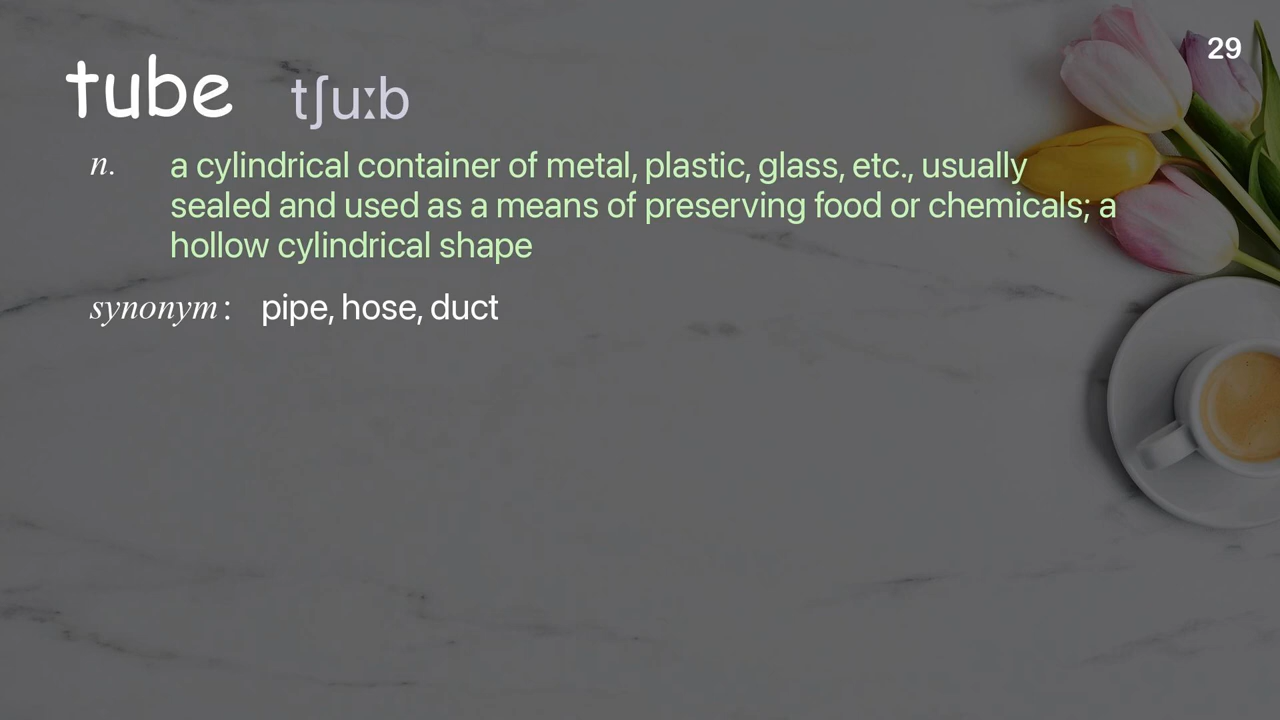 29
tube tʃuːb
n. a cylindrical container of metal, plastic, glass, etc., usually
sealed and used as a means of preserving food or chemicals; a
hollow cylindrical shape
synonym: pipe, hose, duct